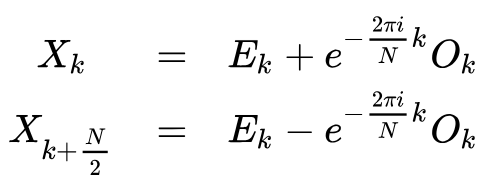 $X_k = E_k + e^{-\frac{2\pi i}{N}k} O_k$
$X_{k+\frac{N}{2}} = E_k - e^{-\frac{2\pi i}{N}k} O_k$